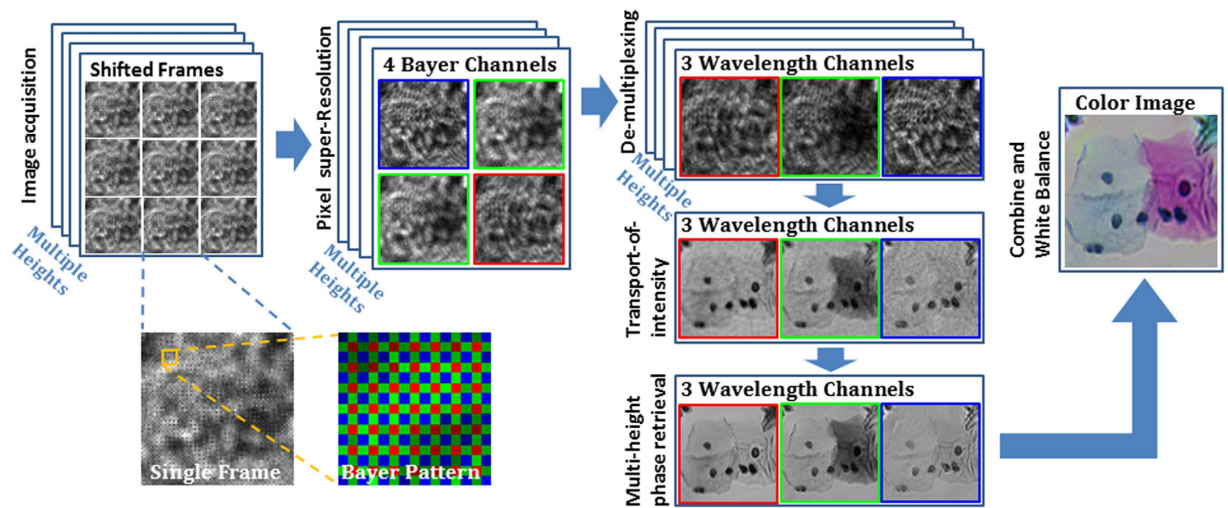 Image acquisition
Shifted Frames
Multiple
Heights
Single Frame
Bayer Pattern
Pixel super-Resolution
4 Bayer Channels
Multiple
Heights
De-multiplexing
3 Wavelength Channels
Multiple
Heights
Transport-of-
intensity
3 Wavelength Channels
Multi-height
phase retrieval
3 Wavelength Channels
Combine and
White Balance
Color Image